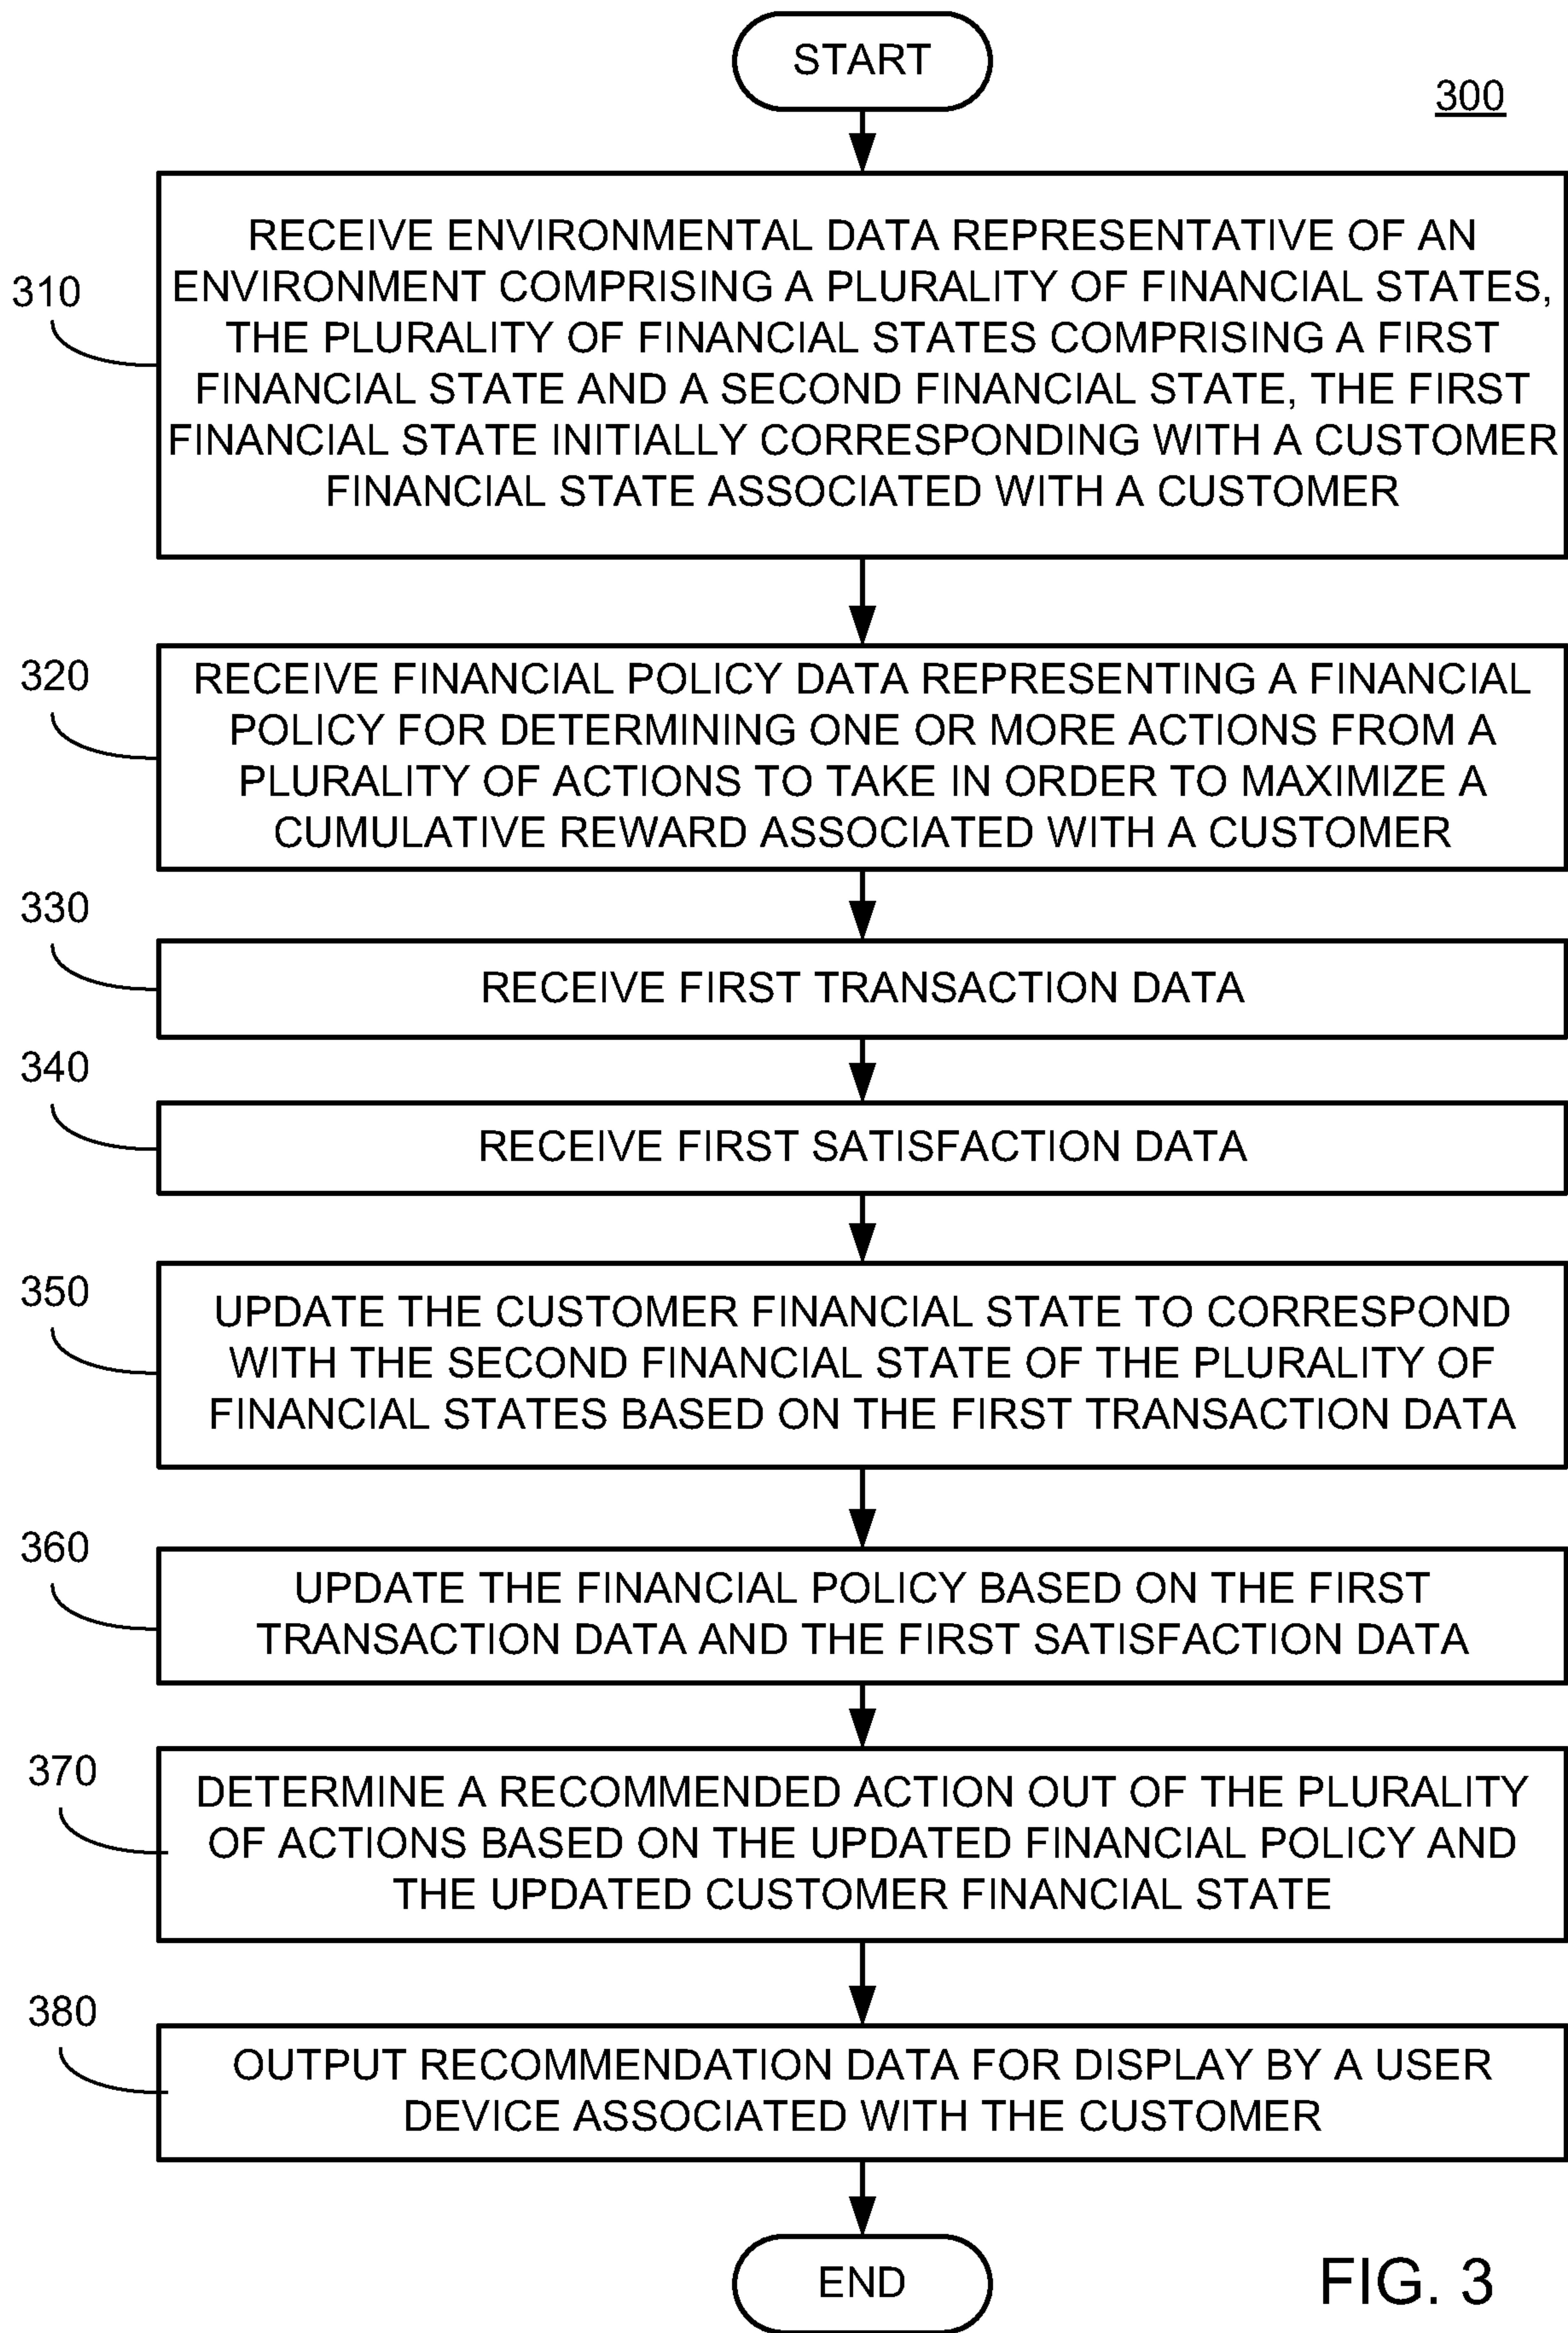 START
300
310
RECEIVE ENVIRONMENTAL DATA REPRESENTATIVE OF AN
ENVIRONMENT COMPRISING A PLURALITY OF FINANCIAL STATES,
THE PLURALITY OF FINANCIAL STATES COMPRISING A FIRST
FINANCIAL STATE AND A SECOND FINANCIAL STATE, THE FIRST
FINANCIAL STATE INITIALLY CORRESPONDING WITH A CUSTOMER
FINANCIAL STATE ASSOCIATED WITH A CUSTOMER
320
RECEIVE FINANCIAL POLICY DATA REPRESENTING A FINANCIAL
POLICY FOR DETERMINING ONE OR MORE ACTIONS FROM A
PLURALITY OF ACTIONS TO TAKE IN ORDER TO MAXIMIZE A
CUMULATIVE REWARD ASSOCIATED WITH A CUSTOMER
330
RECEIVE FIRST TRANSACTION DATA
340
RECEIVE FIRST SATISFACTION DATA
350
UPDATE THE CUSTOMER FINANCIAL STATE TO CORRESPOND
WITH THE SECOND FINANCIAL STATE OF THE PLURALITY OF
FINANCIAL STATES BASED ON THE FIRST TRANSACTION DATA
360
UPDATE THE FINANCIAL POLICY BASED ON THE FIRST
TRANSACTION DATA AND THE FIRST SATISFACTION DATA
370
DETERMINE A RECOMMENDED ACTION OUT OF THE PLURALITY
OF ACTIONS BASED ON THE UPDATED FINANCIAL POLICY AND
THE UPDATED CUSTOMER FINANCIAL STATE
380
OUTPUT RECOMMENDATION DATA FOR DISPLAY BY A USER
DEVICE ASSOCIATED WITH THE CUSTOMER
END
FIG. 3